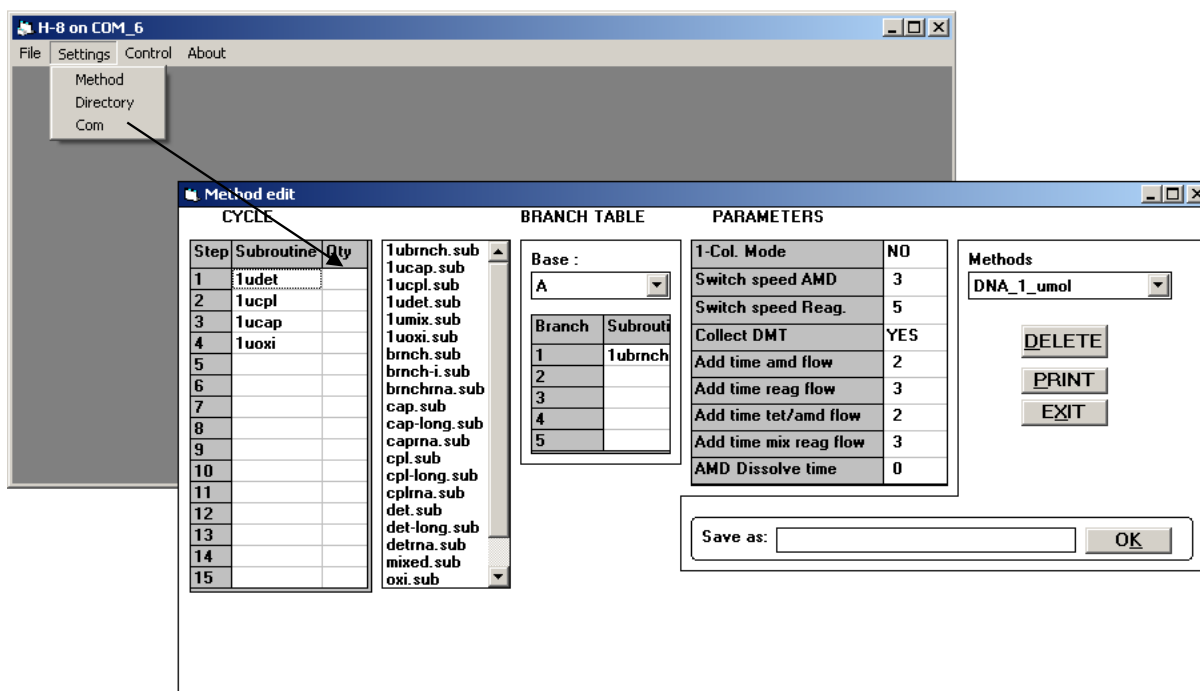 H-8 on COM_6
File Settings Control About
Method
Directory
Com
Method edit
CYCLE
Step Subroutine Qty
1 1udet
2 1ucpl
3 1ucap
4 1uoxi
5
6
7
8
9
10
11
12
13
14
15
1ubrnch.sub
1ucap.sub
1ucpl.sub
1udet.sub
1umix.sub
1uoxi.sub
brnch.sub
brnch-i.sub
brnchrna.sub
cap.sub
cap-long.sub
caprna.sub
cpl.sub
cpl-long.sub
cplrna.sub
det.sub
det-long.sub
detrna.sub
mixed.sub
oxi.sub
BRANCH TABLE
Base :
A
Branch Subrouti
1 1ubrnch
2
3
4
5
PARAMETERS
1-Col. Mode NO
Switch speed AMD 3
Switch speed Reag. 5
Collect DMT YES
Add time amd flow 2
Add time reag flow 3
Add time tet/amd flow 2
Add time mix reag flow 3
AMD Dissolve time 0
Methods
DNA_1_umol
DELETE
PRINT
EXIT
Save as:
OK